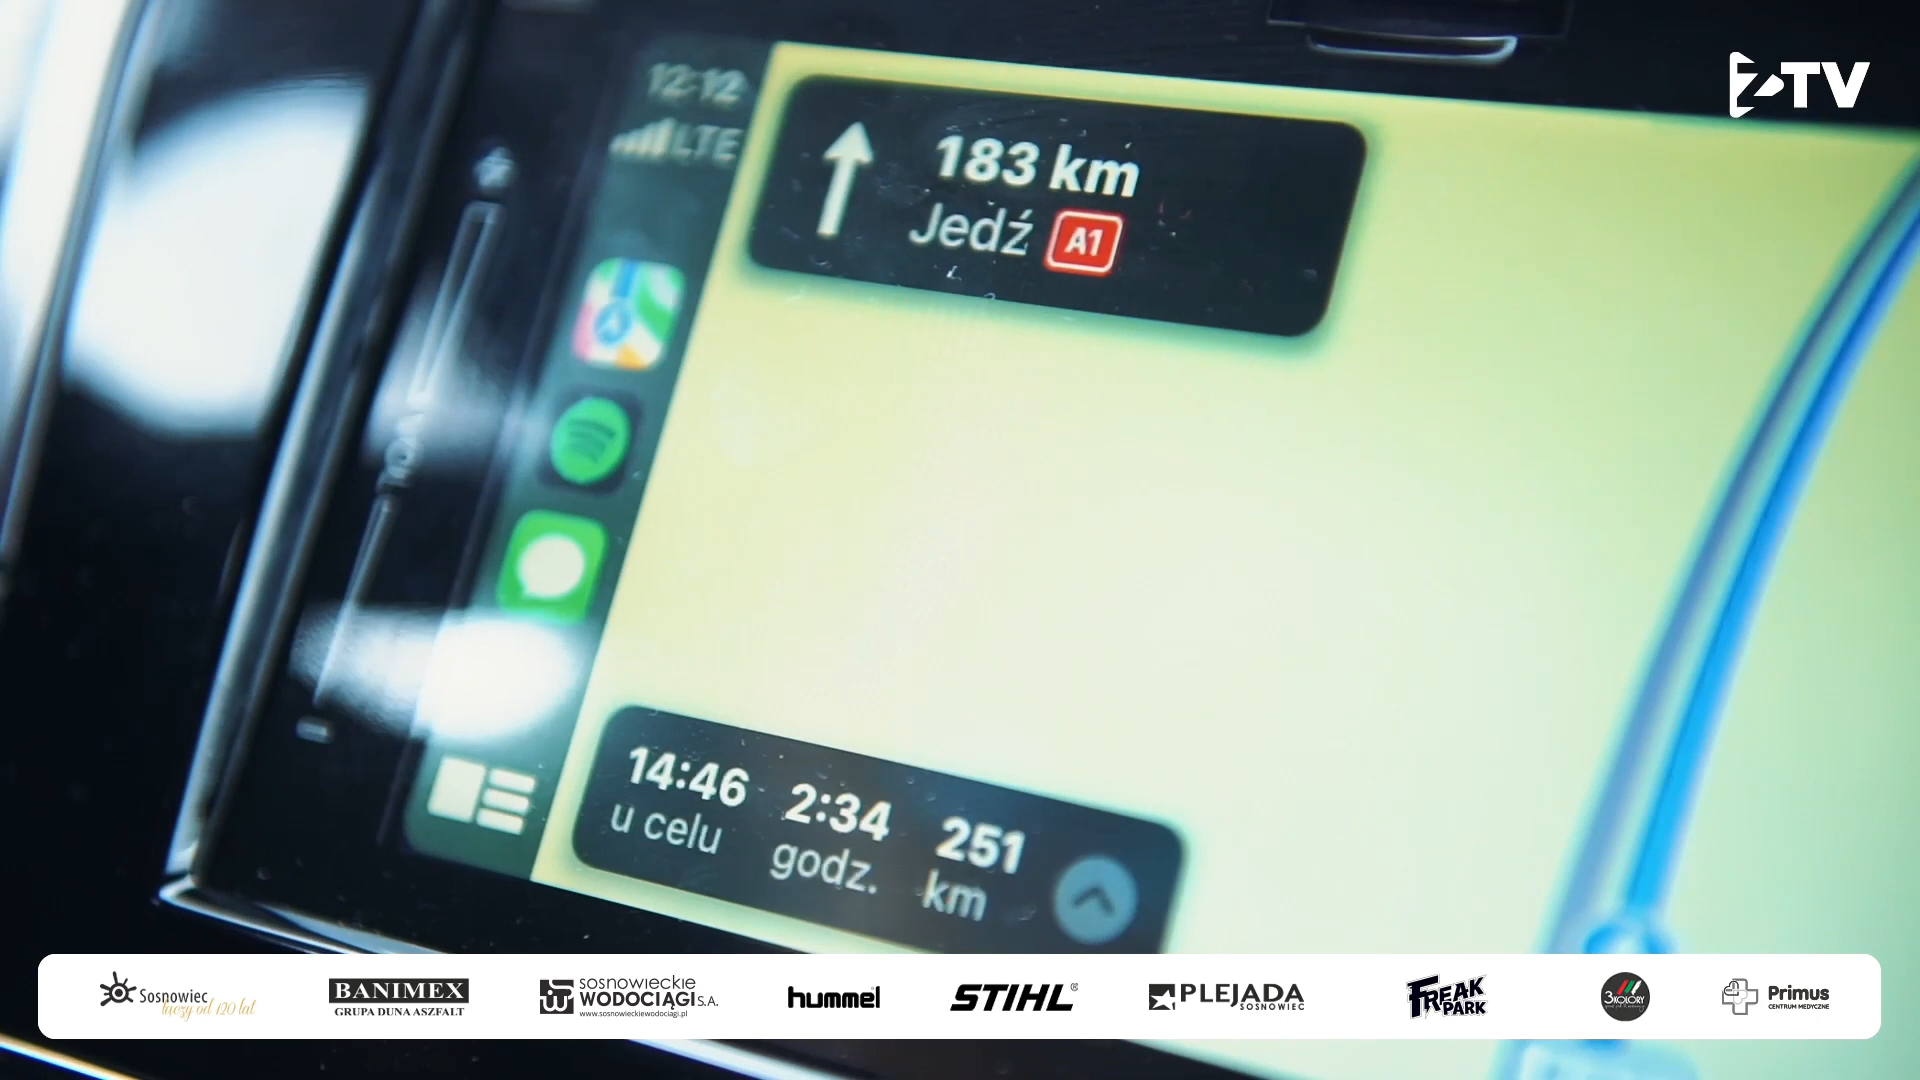 12:12
LTE
183 km
Jedź A1
VOL
14:46 2:34 251
u celu godz. km
TV
Sosnowiec
łączy od 120 lat
BANIMEX
GRUPA DUNA ASZFALT
sosnowieckie
WODOCIĄGI S.A.
www.sosnowieckiewodociagi.pl
hummel
STIHL®
PLEJADA
SOSNOWIEC
FREAK
PARK
3KOLORY
Primus
CENTRUM MEDYCZNE